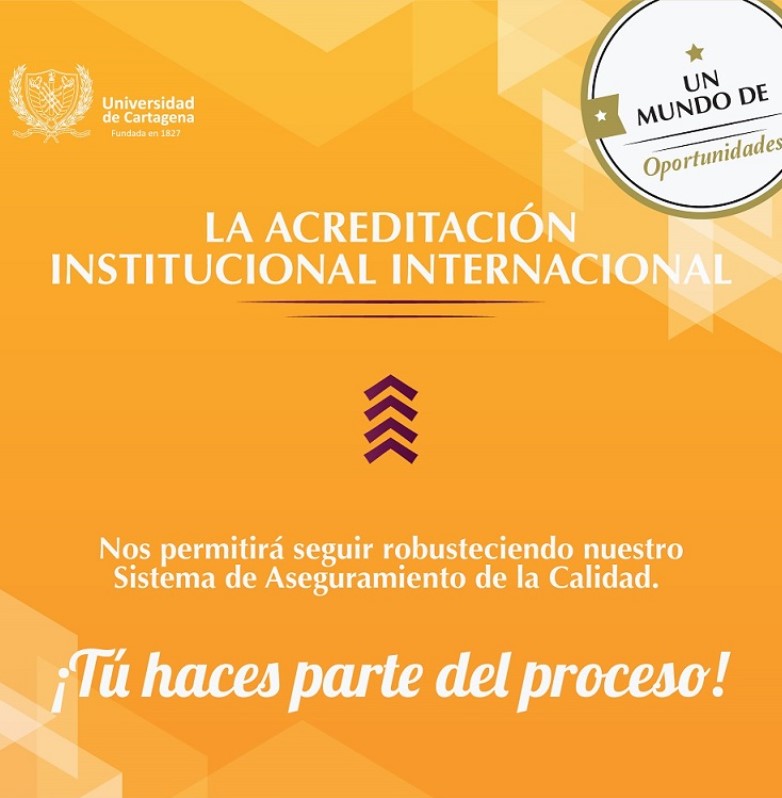 Universidad
de Cartagena
Fundada en 1827
UN
MUNDO DE
Oportunidades
LA ACREDITACIÓN
INSTITUCIONAL INTERNACIONAL
Nos permitirá seguir robusteciendo nuestro
Sistema de Aseguramiento de la Calidad.
¡Tú haces parte del proceso!